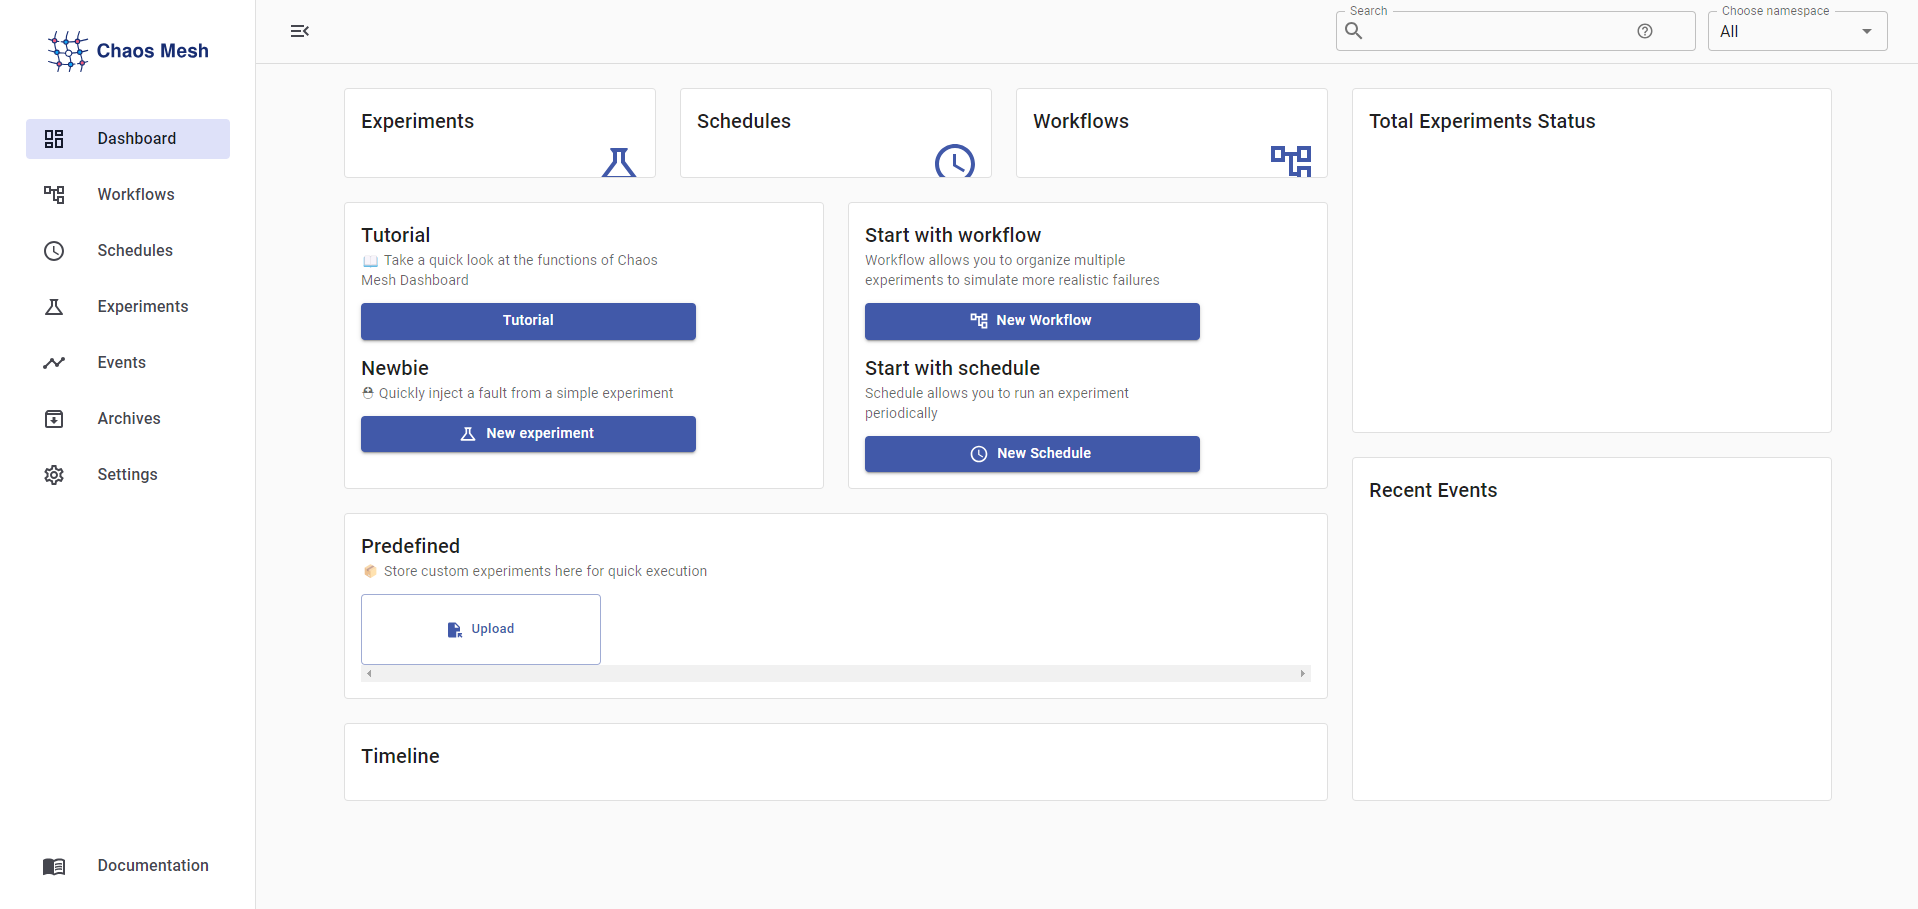 Chaos Mesh
Dashboard
Workflows
Schedules
Experiments
Events
Archives
Settings
Documentation
Search
Choose namespace
All
Experiments
Schedules
Workflows
Tutorial
📖 Take a quick look at the functions of Chaos
Mesh Dashboard
Tutorial
Newbie
⛑ Quickly inject a fault from a simple experiment
New experiment
Start with workflow
Workflow allows you to organize multiple
experiments to simulate more realistic failures
New Workflow
Start with schedule
Schedule allows you to run an experiment
periodically
New Schedule
Predefined
📦 Store custom experiments here for quick execution
Upload
Timeline
Total Experiments Status
Recent Events